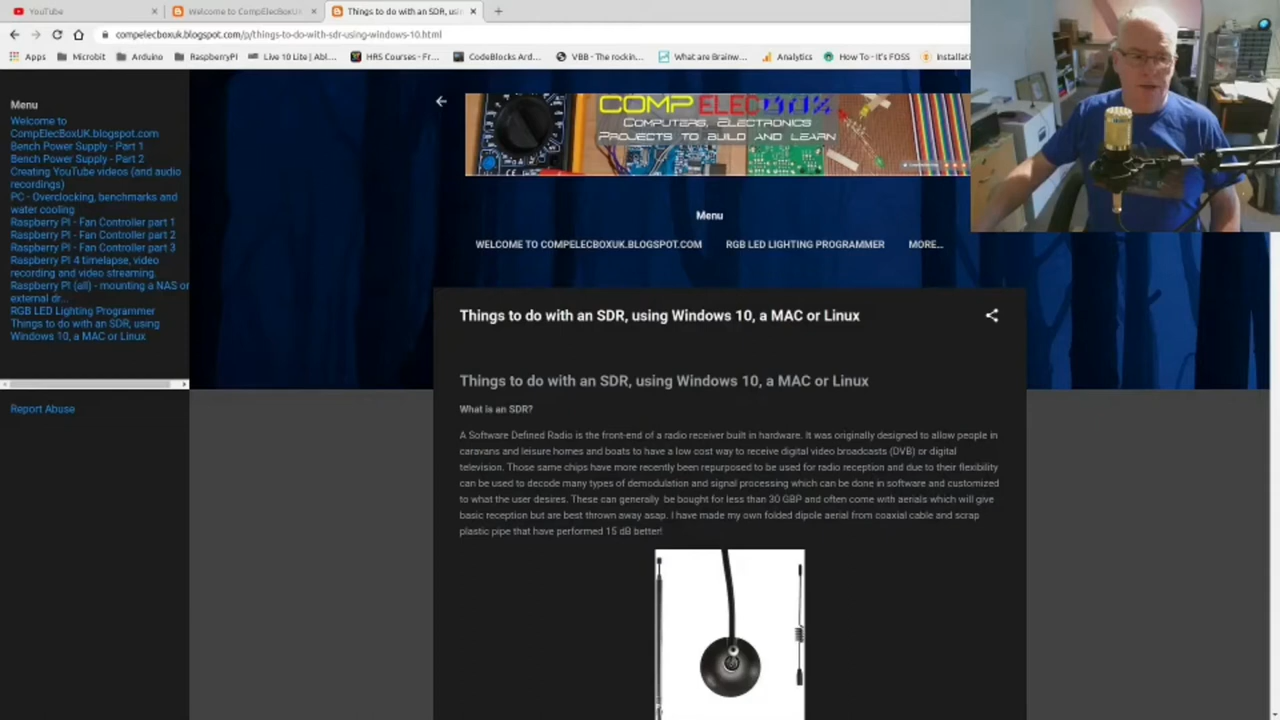 YouTube
Welcome to CompElecBoxU
Things to do with an SDR, usi
compelecboxuk.blogspot.com/p/things-to-do-with-sdr-using-windows-10.html
Apps
Microbit
Arduino
RaspberryPI
Live 10 Lite | Abl...
HRS Courses - Fr...
CodeBlocks Ard...
VBB - The rockin...
What are Brainw...
Analytics
How To - It's FOSS
Installati
Menu
Welcome to
CompElecBoxUK.blogspot.com
Bench Power Supply - Part 1
Bench Power Supply - Part 2
Creating YouTube videos (and audio
recordings)
PC - Overclocking, benchmarks and
water cooling
Raspberry PI - Fan Controller part 1
Raspberry PI - Fan Controller part 2
Raspberry PI - Fan Controller part 3
Raspberry PI 4 timelapse, video
recording and video streaming.
Raspberry PI (all) - mounting a NAS or
external dr...
RGB LED Lighting Programmer
Things to do with an SDR, using
Windows 10, a MAC or Linux
Report Abuse
COMP ELECBOX
Computers, Electronics
Projects to build and learn
Menu
WELCOME TO COMPELECBOXUK.BLOGSPOT.COM
RGB LED LIGHTING PROGRAMMER
MORE...
Things to do with an SDR, using Windows 10, a MAC or Linux
Things to do with an SDR, using Windows 10, a MAC or Linux
What is an SDR?
A Software Defined Radio is the front-end of a radio receiver built in hardware. It was originally designed to allow people in
caravans and leisure homes and boats to have a low cost way to receive digital video broadcasts (DVB) or digital
television. Those same chips have more recently been repurposed to be used for radio reception and due to their flexibility
can be used to decode many types of demodulation and signal processing which can be done in software and customized
to what the user desires. These can generally be bought for less than 30 GBP and often come with aerials which will give
basic reception but are best thrown away asap. I have made my own folded dipole aerial from coaxial cable and scrap
plastic pipe that have performed 15 dB better!